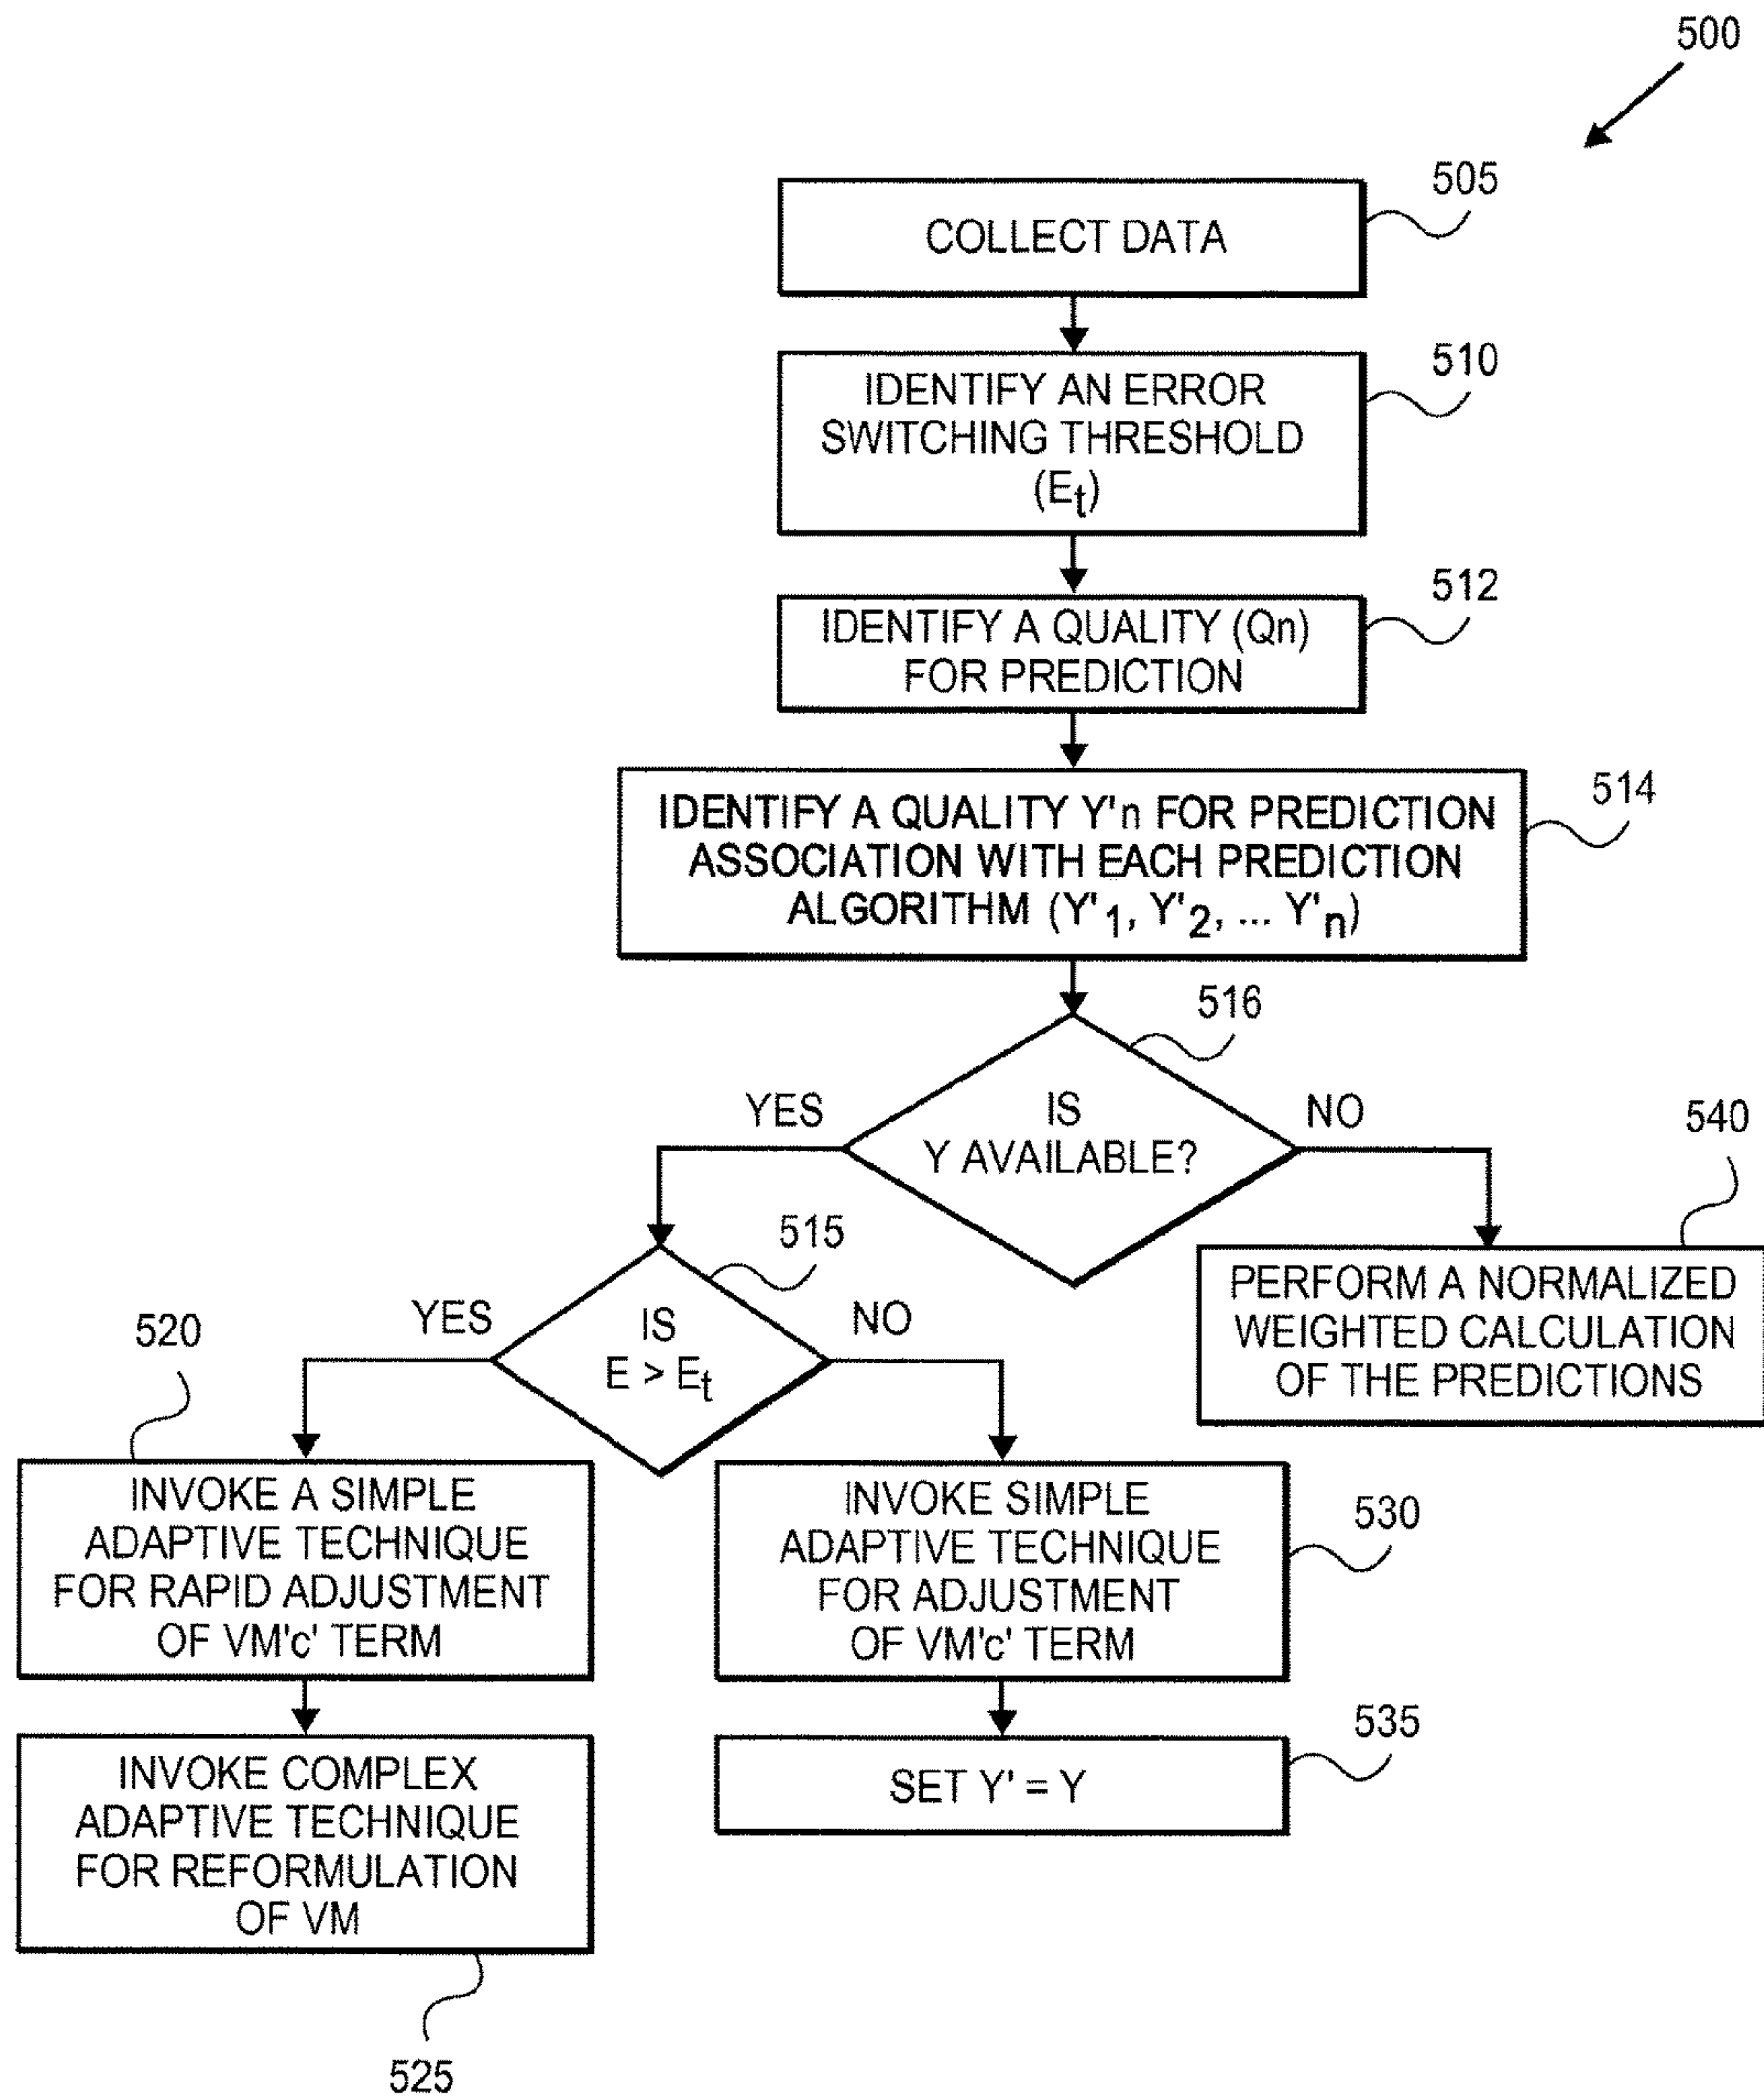 500
505
COLLECT DATA
510
IDENTIFY AN ERROR
SWITCHING THRESHOLD
(Et)
512
IDENTIFY A QUALITY (Qn)
FOR PREDICTION
514
IDENTIFY A QUALITY Y'n FOR PREDICTION
ASSOCIATION WITH EACH PREDICTION
ALGORITHM (Y'1, Y'2, ... Y'n)
516
YES
IS
Y AVAILABLE?
NO
540
515
PERFORM A NORMALIZED
WEIGHTED CALCULATION
OF THE PREDICTIONS
520
YES
IS
E > Et
NO
INVOKE A SIMPLE
ADAPTIVE TECHNIQUE
FOR RAPID ADJUSTMENT
OF VM'c' TERM
INVOKE SIMPLE
ADAPTIVE TECHNIQUE
FOR ADJUSTMENT
OF VM'c' TERM
530
INVOKE COMPLEX
ADAPTIVE TECHNIQUE
FOR REFORMULATION
OF VM
SET Y' = Y
535
525